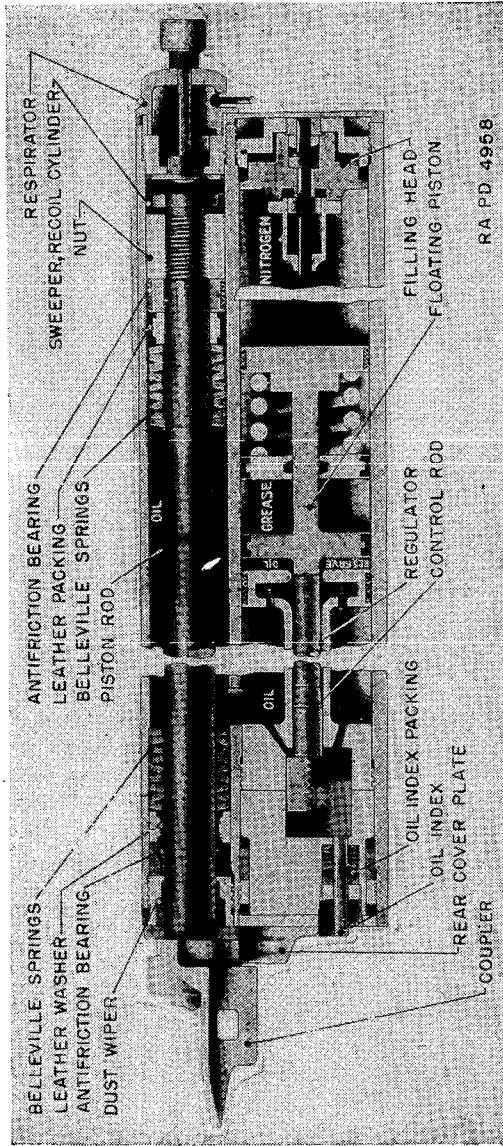 BELLEVILLE SPRINGS
LEATHER WASHER
ANTIFRICTION BEARING
DUST WIPER
ANTIFRICTION BEARING
LEATHER PACKING
BELLEVILLE SPRINGS
PISTON ROD
RESPIRATOR
SWEEPER, RECOIL CYLINDER
NUT
OIL
OIL
OIL
RESERVE
GREASE
NITROGEN
OIL INDEX PACKING
OIL INDEX
REAR COVER PLATE
COUPLER
REGULATOR
CONTROL ROD
FILLING HEAD
FLOATING PISTON
RA PD 4958